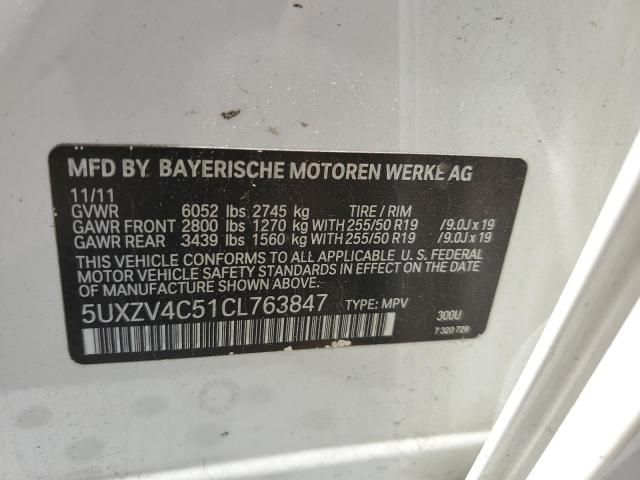 MFD BY BAYERISCHE MOTOREN WERKE AG
11/11
GVWR 6052 lbs 2745 kg TIRE / RIM
GAWR FRONT 2800 lbs 1270 kg WITH 255/50 R19 /9.0J x 19
GAWR REAR 3439 lbs 1560 kg WITH 255/50 R19 /9.0J x 19
THIS VEHICLE CONFORMS TO ALL APPLICABLE U.S. FEDERAL
MOTOR VEHICLE SAFETY STANDARDS IN EFFECT ON THE DATE
OF MANUFACTURE SHOWN ABOVE.
5UXZV4C51CL763847 TYPE: MPV
300U
7 320 729